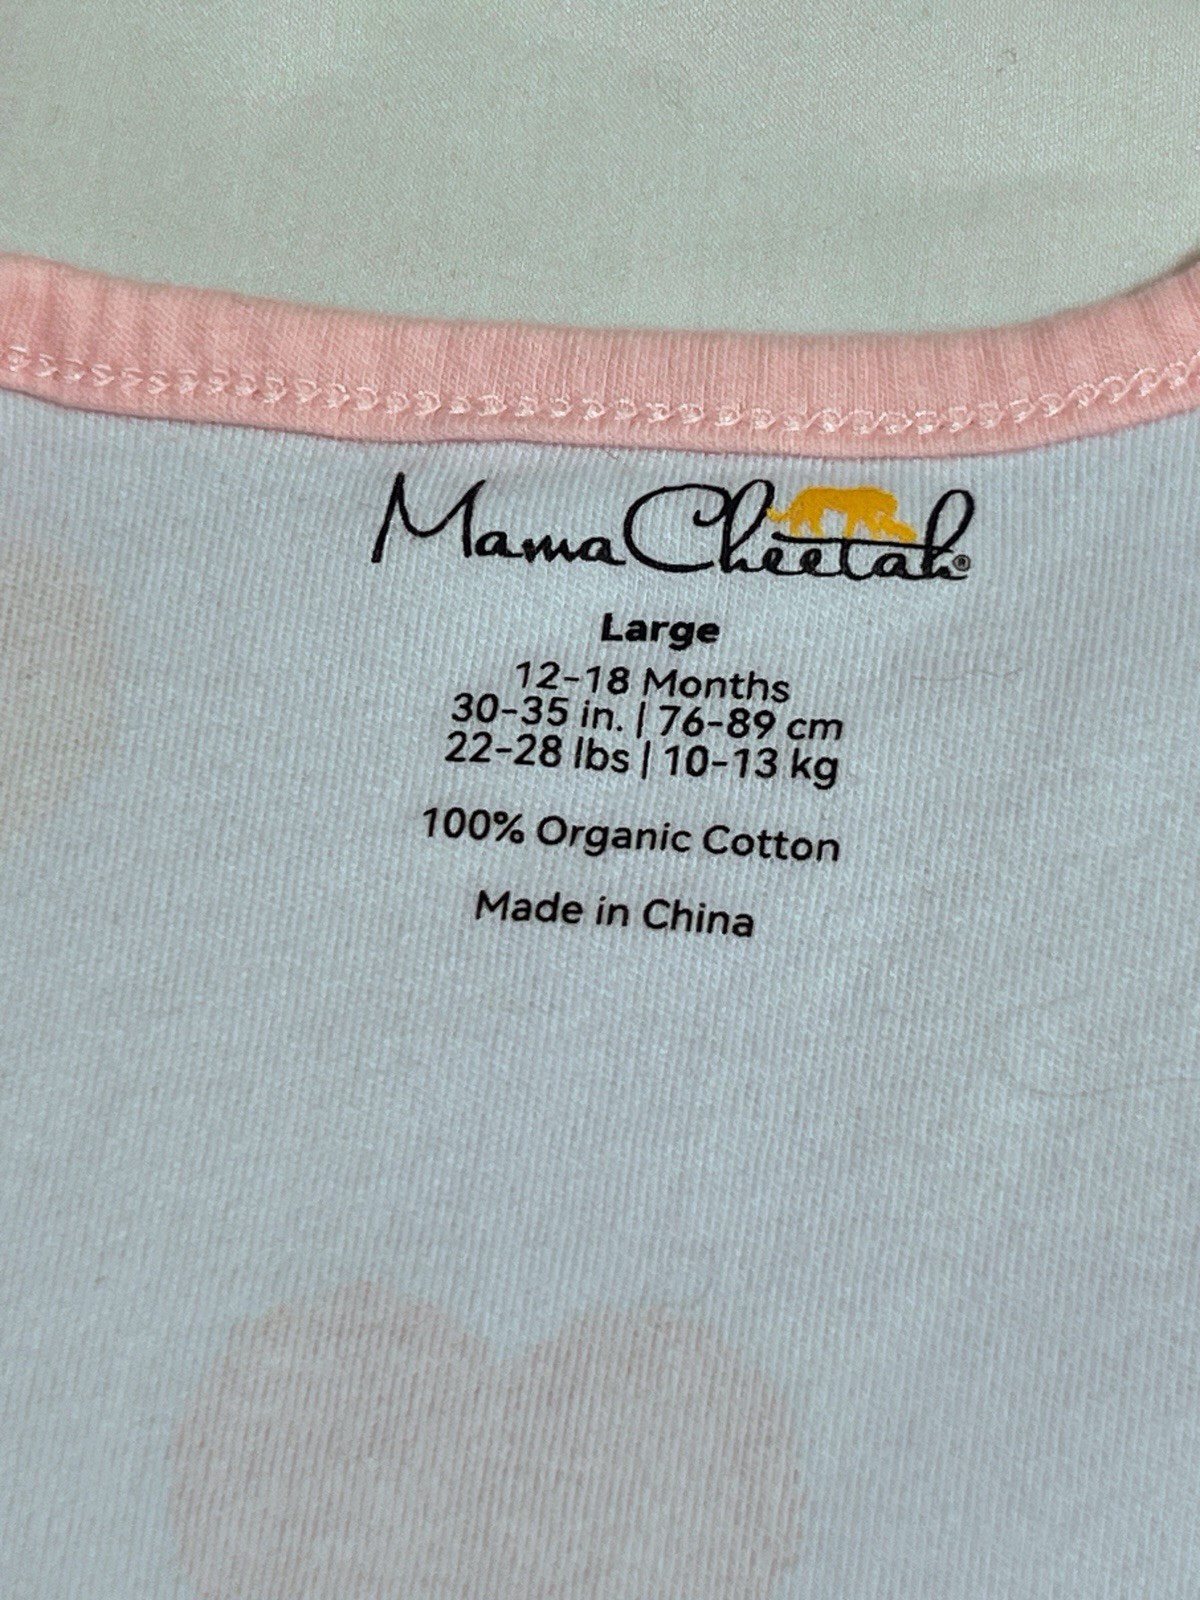 Mama Cheetah®
Large
12-18 Months
30-35 in. | 76-89 cm
22-28 lbs | 10-13 kg
100% Organic Cotton
Made in China